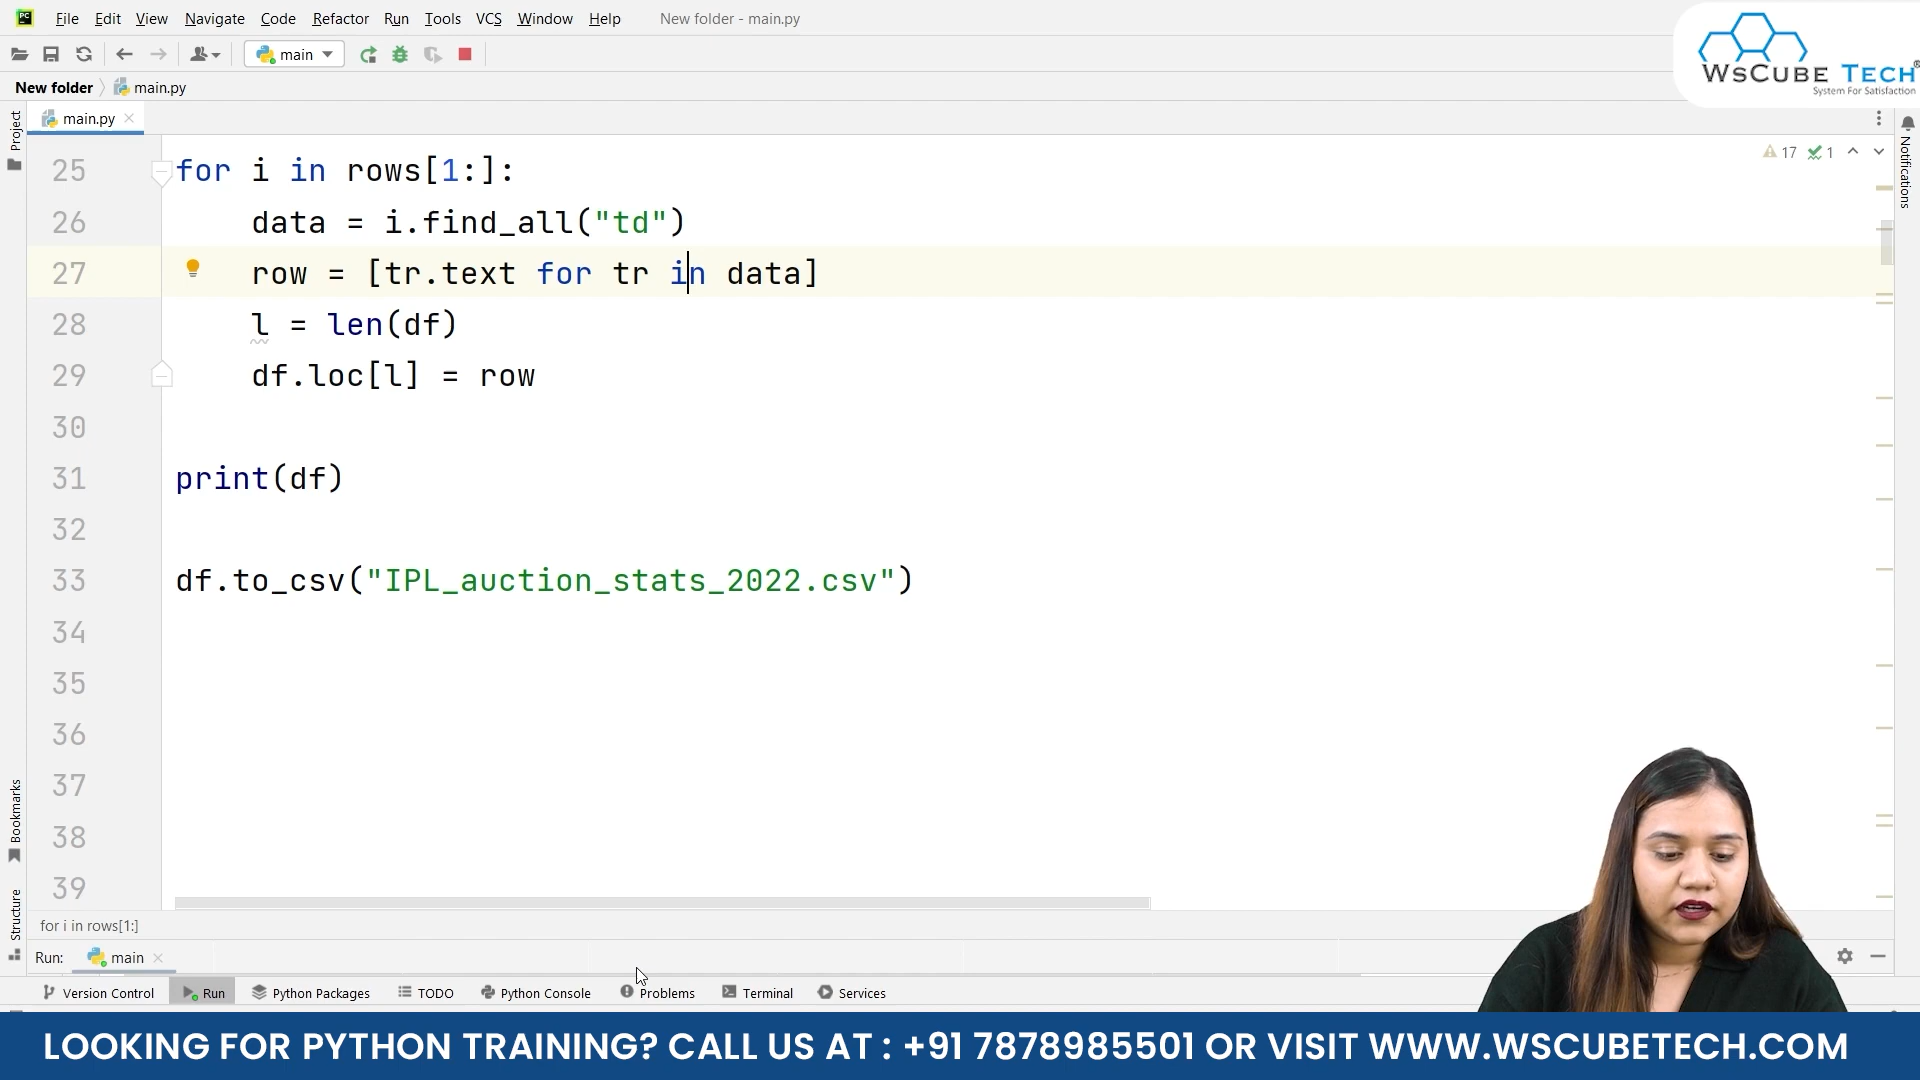 File Edit View Navigate Code Refactor Run Tools VCS Window Help New folder - main.py
main
WSCUBE TECH®
System For Satisfaction
New folder main.py
Project
main.py
Notifications
17 1
25 for i in rows[1:]:
26 data = i.find_all("td")
27 row = [tr.text for tr in data]
28 l = len(df)
29 df.loc[l] = row
30
31 print(df)
32
33 df.to_csv("IPL_auction_stats_2022.csv")
34
35
36
37
38
39
Bookmarks
Structure
for i in rows[1:]
Run: main
Version Control Run Python Packages TODO Python Console Problems Terminal Services
LOOKING FOR PYTHON TRAINING? CALL US AT : +91 7878985501 OR VISIT WWW.WSCUBETECH.COM